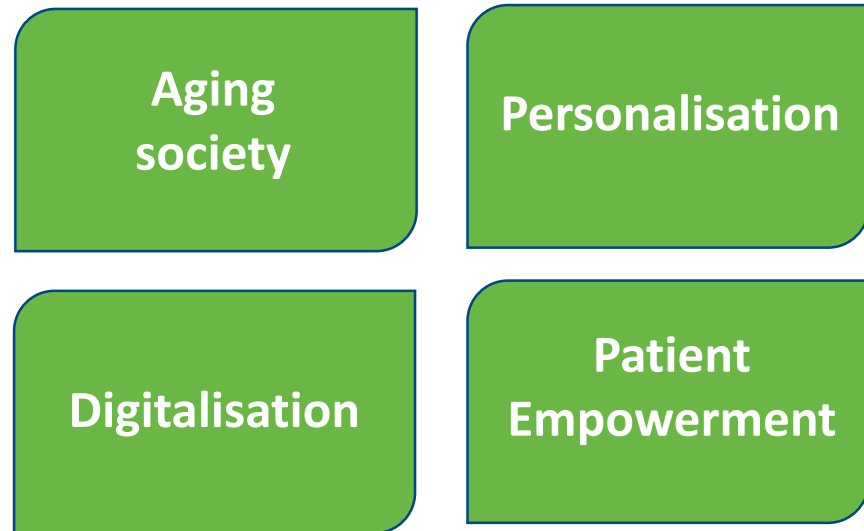 Aging
society
Personalisation
Digitalisation
Patient
Empowerment